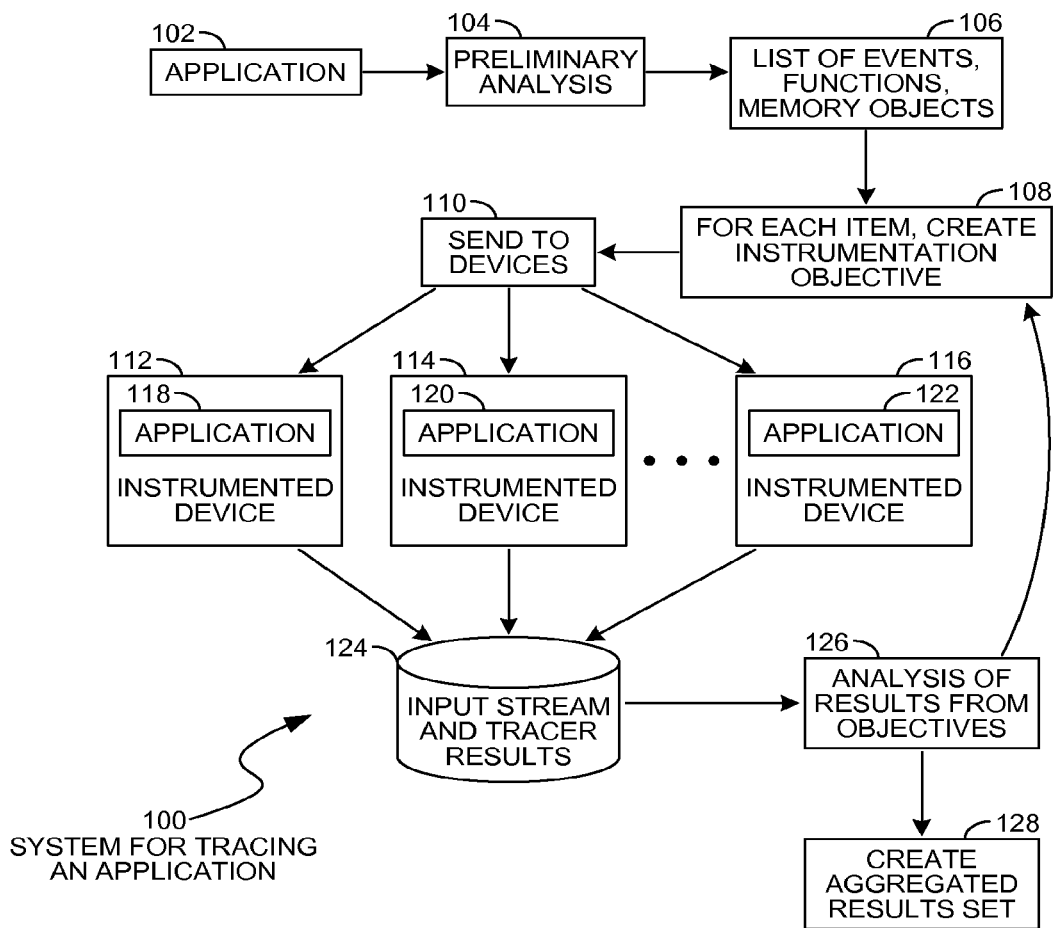 102
APPLICATION
104
PRELIMINARY
ANALYSIS
106
LIST OF EVENTS,
FUNCTIONS,
MEMORY OBJECTS
108
FOR EACH ITEM, CREATE
INSTRUMENTATION
OBJECTIVE
110
SEND TO
DEVICES
112
118
APPLICATION
INSTRUMENTED
DEVICE
114
120
APPLICATION
INSTRUMENTED
DEVICE
116
122
APPLICATION
INSTRUMENTED
DEVICE
124
INPUT STREAM
AND TRACER
RESULTS
126
ANALYSIS OF
RESULTS FROM
OBJECTIVES
128
CREATE
AGGREGATED
RESULTS SET
100
SYSTEM FOR TRACING
AN APPLICATION